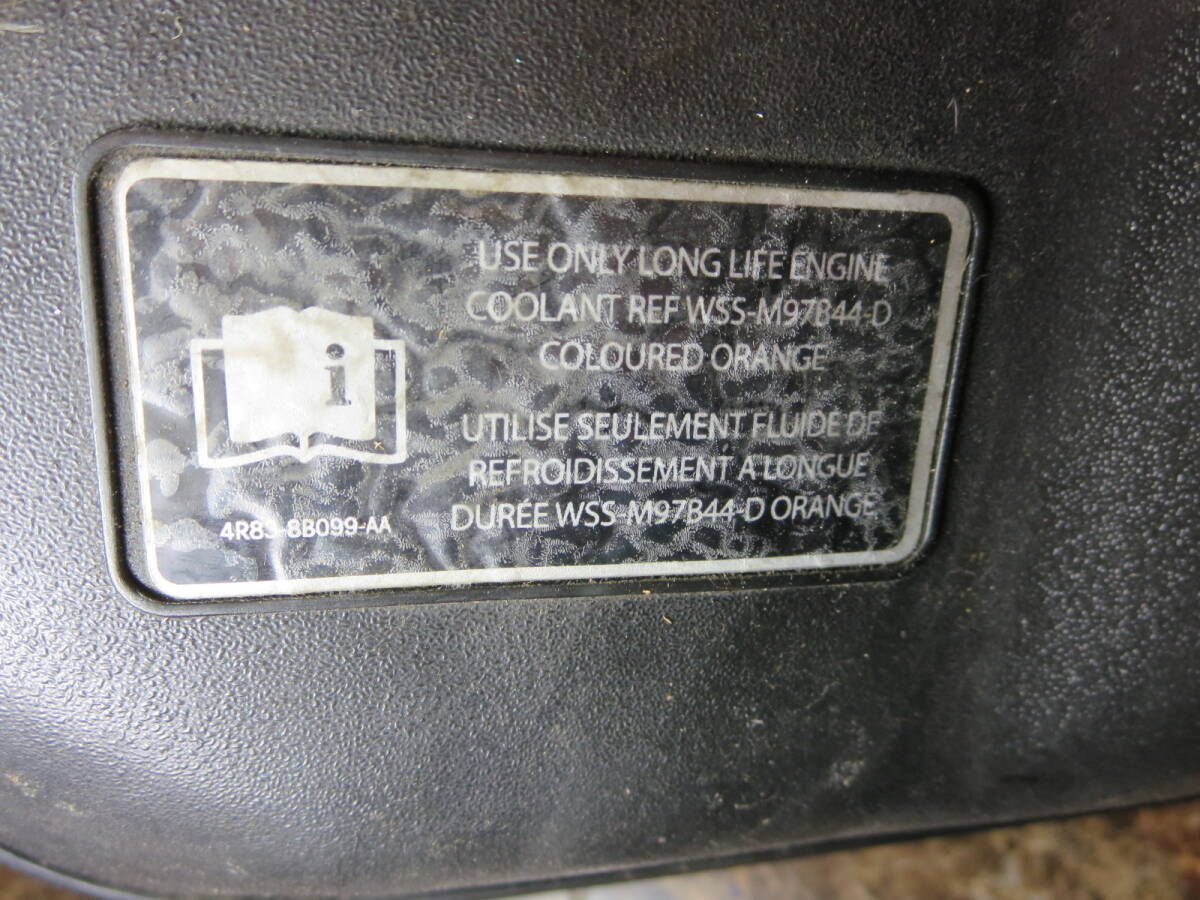 USE ONLY LONG LIFE ENGINE
COOLANT REF WSS-M97B44-D
COLOURED ORANGE
UTILISE SEULEMENT FLUIDE DE
REFROIDISSEMENT A LONGUE
DURÉE WSS-M97B44-D ORANGE
i
4R83-8B099-AA